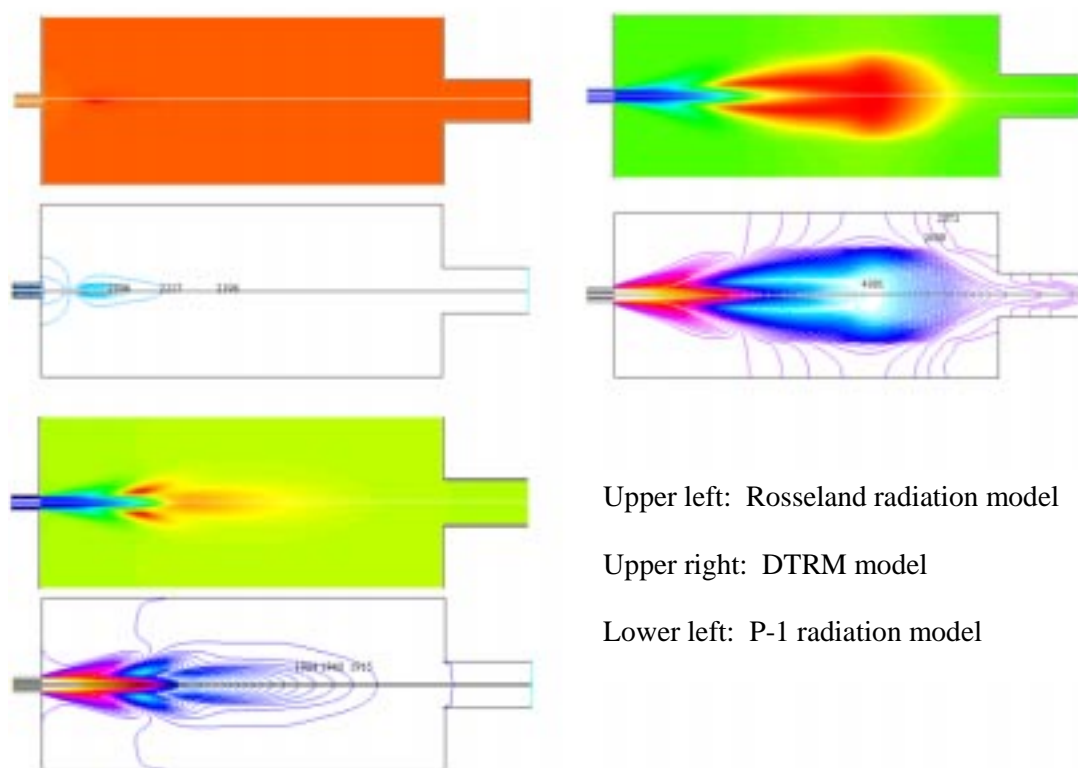 Upper left: Rosseland radiation model
Upper right: DTRM model
Lower left: P-1 radiation model